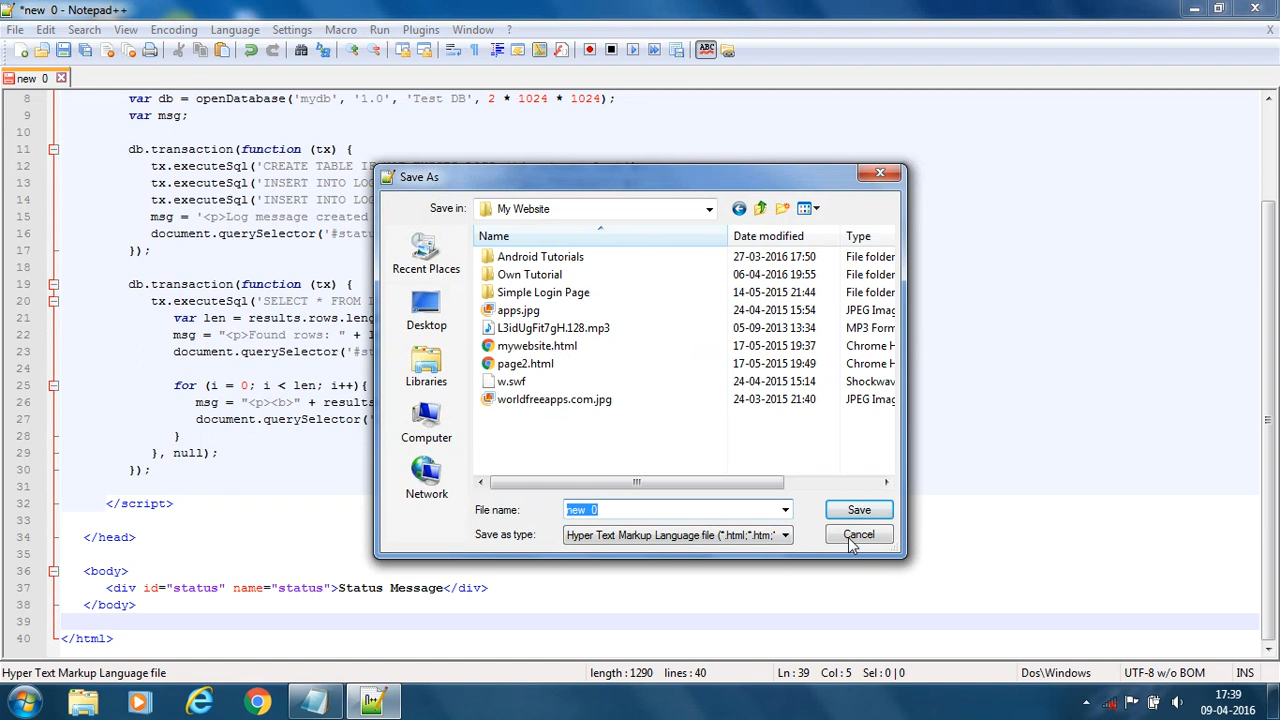 *new  0 - Notepad++
File Edit Search View Encoding Language Settings Macro Run Plugins Window ? X
new  0
8 var db = openDatabase('mydb', '1.0', 'Test DB', 2 * 1024 * 1024);
9 var msg;
10
11 db.transaction(function (tx) {
12 tx.executeSql('CREATE TABLE
13 tx.executeSql('INSERT INTO LO
14 tx.executeSql('INSERT INTO LO
15 msg = '<p>Log message created
16 document.querySelector('#stat
17 });
18
19 db.transaction(function (tx) {
20 tx.executeSql('SELECT * FROM
21 var len = results.rows.leng
22 msg = "<p>Found rows: " +
23 document.querySelector('#s
24
25 for (i = 0; i < len; i++){
26 msg = "<p><b>" + results
27 document.querySelector(
28 }
29 }, null);
30 });
31
32 </script>
33
34 </head>
35
36 <body>
37 <div id="status" name="status">Status Message</div>
38 </body>
39
40 </html>
Save As
Save in: My Website
Name Date modified Type
Recent Places
Desktop
Libraries
Computer
Network
Android Tutorials 27-03-2016 17:50 File folder
Own Tutorial 06-04-2016 19:55 File folder
Simple Login Page 14-05-2015 21:44 File folder
apps.jpg 24-04-2015 15:54 JPEG Imag
L3idUgFit7gH.128.mp3 05-09-2013 13:34 MP3 Form
mywebsite.html 17-05-2015 19:37 Chrome H
page2.html 17-05-2015 19:49 Chrome H
w.swf 24-04-2015 15:14 Shockwav
worldfreeapps.com.jpg 24-03-2015 21:40 JPEG Imag
File name: new  0 Save
Save as type: Hyper Text Markup Language file (*.html;*.htm;* Cancel
Hyper Text Markup Language file length : 1290 lines : 40 Ln : 39 Col : 5 Sel : 0 | 0 Dos\Windows UTF-8 w/o BOM INS
17:39
09-04-2016